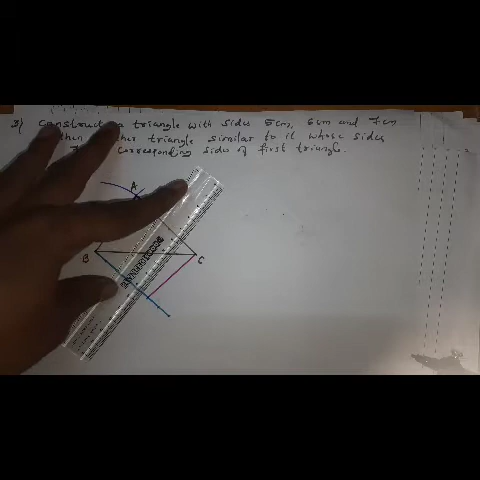 3) Construct a triangle with sides 5cm, 6cm and 7cm
then triangle similar to it whose sides
corresponding sides of first triangle.
A
B
C